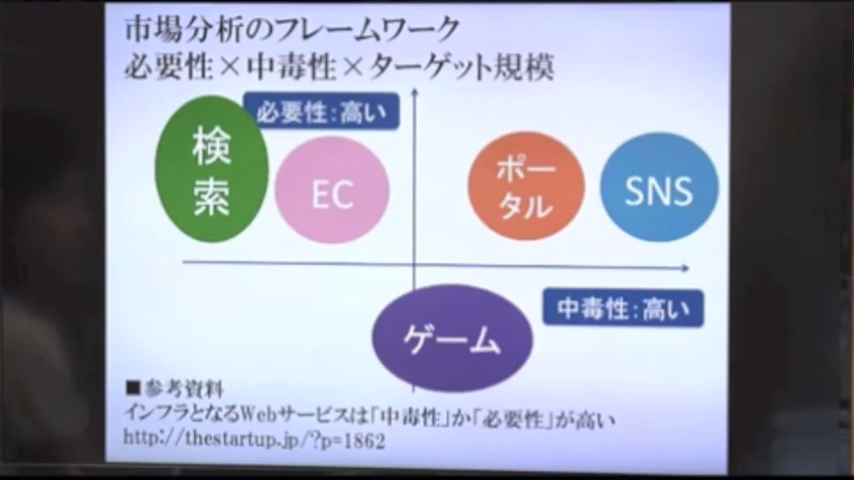 市場分析のフレームワーク
必要性×中毒性×ターゲット規模
必要性：高い
検
索
EC
ポー
タル
SNS
中毒性：高い
ゲーム
■参考資料
インフラとなるWebサービスは「中毒性」か「必要性」が高い
http://thestartup.jp/?p=1862